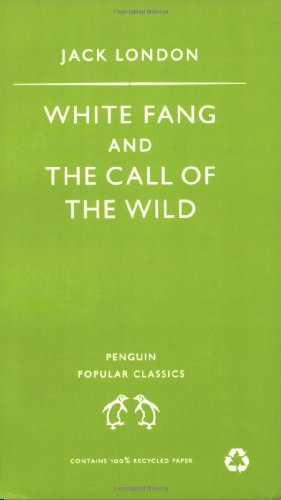 JACK LONDON
WHITE FANG
AND
THE CALL OF
THE WILD
PENGUIN
POPULAR CLASSICS
CONTAINS 100% RECYCLED PAPER